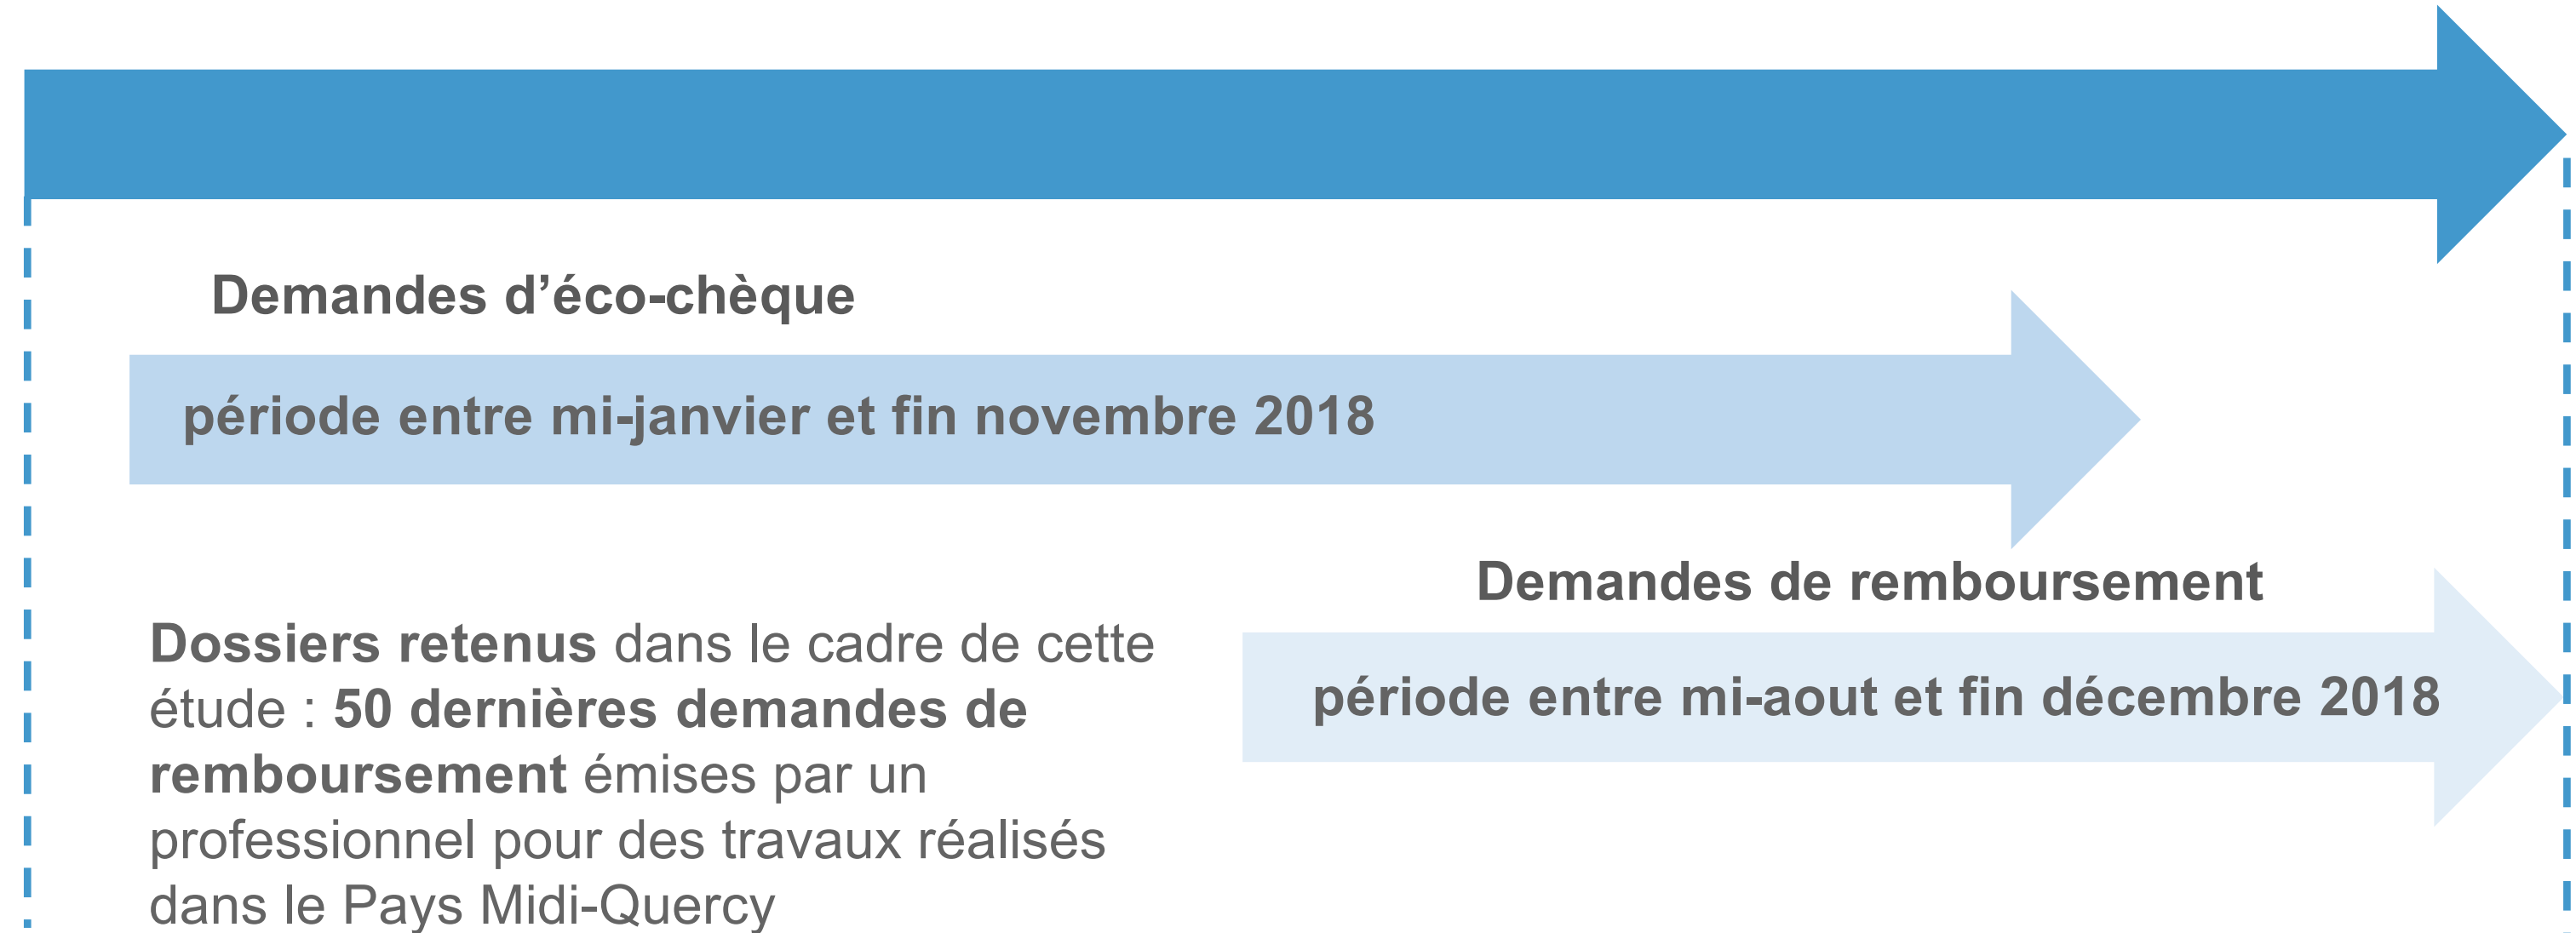 Demandes d’éco-chèque
période entre mi-janvier et fin novembre 2018
Demandes de remboursement
période entre mi-aout et fin décembre 2018
Dossiers retenus dans le cadre de cette
étude : 50 dernières demandes de
remboursement émises par un
professionnel pour des travaux réalisés
dans le Pays Midi-Quercy